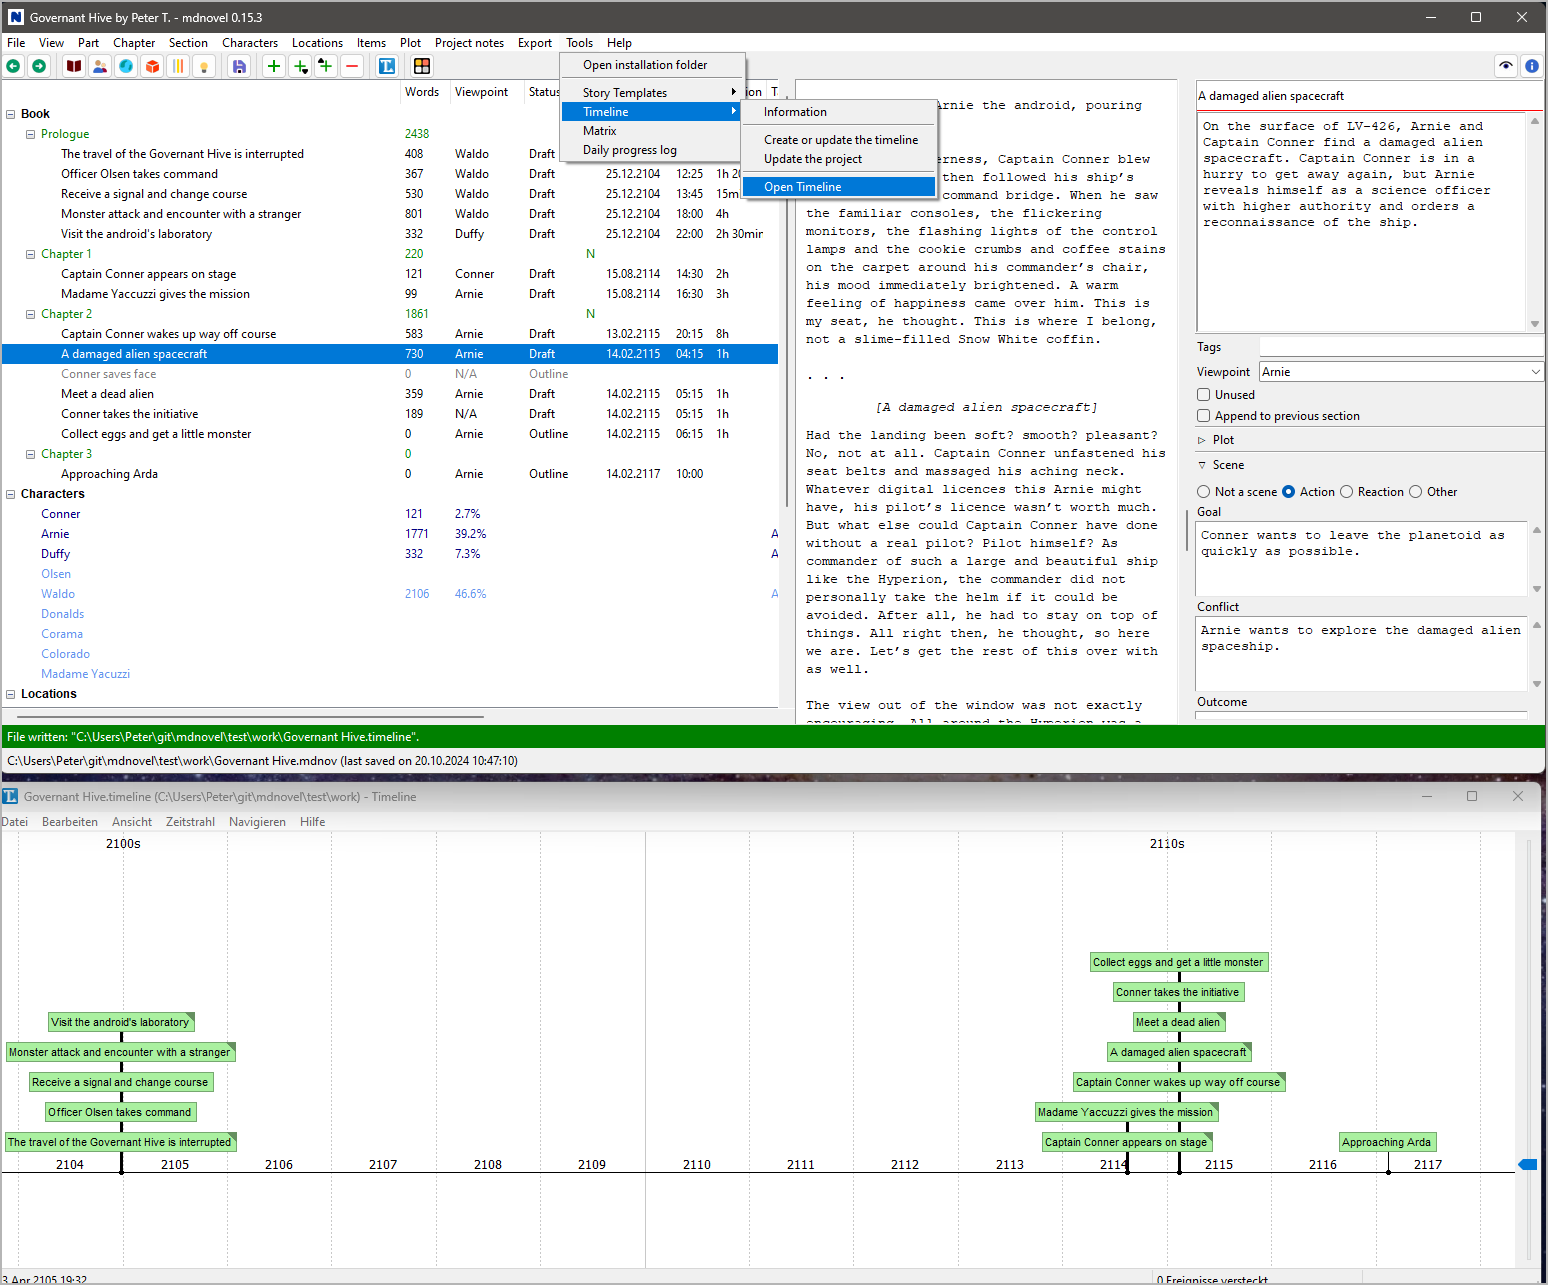 Governant Hive by Peter T. - mdnovel 0.15.3
File View Part Chapter Section Characters Locations Items Plot Project notes Export Tools Help
Open installation folder
Story Templates
Timeline
Matrix
Daily progress log
Information
Create or update the timeline
Update the project
Open Timeline
Words Viewpoint Status
Book
Prologue 2438
The travel of the Governant Hive is interrupted 408 Waldo Draft
Officer Olsen takes command 367 Waldo Draft 25.12.2104 12:25
Receive a signal and change course 530 Waldo Draft 25.12.2104 13:45
Monster attack and encounter with a stranger 801 Waldo Draft 25.12.2104 18:00 4h
Visit the android's laboratory 332 Duffy Draft 25.12.2104 22:00 2h 30min
Chapter 1 220 N
Captain Conner appears on stage 121 Conner Draft 15.08.2114 14:30 2h
Madame Yaccuzzi gives the mission 99 Arnie Draft 15.08.2114 16:30 3h
Chapter 2 1861 N
Captain Conner wakes up way off course 583 Arnie Draft 13.02.2115 20:15 8h
A damaged alien spacecraft 730 Arnie Draft 14.02.2115 04:15 1h
Conner saves face 0 N/A Outline
Meet a dead alien 359 Arnie Draft 14.02.2115 05:15 1h
Conner takes the initiative 189 N/A Draft 14.02.2115 05:15 1h
Collect eggs and get a little monster 0 Arnie Outline 14.02.2115 06:15 1h
Chapter 3 0
Approaching Arda 0 Arnie Outline 14.02.2117 10:00
Characters
Conner 121 2.7%
Arnie 1771 39.2% A
Duffy 332 7.3% A
Olsen
Waldo 2106 46.6% A
Donalds
Corama
Colorado
Madame Yacuzzi
Locations
Arnie the android, pouring
Captain Conner blew
then followed his ship's
command bridge. When he saw
the familiar consoles, the flickering
monitors, the flashing lights of the control
lamps and the cookie crumbs and coffee stains
on the carpet around his commander's chair,
his mood immediately brightened. A warm
feeling of happiness came over him. This is
my seat, he thought. This is where I belong,
not a slime-filled Snow White coffin.
. . .
[A damaged alien spacecraft]
Had the landing been soft? smooth? pleasant?
No, not at all. Captain Conner unfastened his
seat belts and massaged his aching neck.
Whatever digital licences this Arnie might
have, his pilot's licence wasn't worth much.
But what else could Captain Conner have done
without a real pilot? Pilot himself? As
commander of such a large and beautiful ship
like the Hyperion, the commander did not
personally take the helm if it could be
avoided. After all, he had to stay on top of
things. All right then, he thought, so here
we are. Let's get the rest of this over with
as well.
The view out of the window was not exactly
encouraging. All around the Hyperion was a
A damaged alien spacecraft
On the surface of LV-426, Arnie and
Captain Conner find a damaged alien
spacecraft. Captain Conner is in a
hurry to get away again, but Arnie
reveals himself as a science officer
with higher authority and orders a
reconnaissance of the ship.
Tags
Viewpoint Arnie
Unused
Append to previous section
Plot
Scene
Not a scene Action Reaction Other
Goal
Conner wants to leave the planetoid as
quickly as possible.
Conflict
Arnie wants to explore the damaged alien
spaceship.
Outcome
File written: "C:\Users\Peter\git\mdnovel\test\work\Governant Hive.timeline".
C:\Users\Peter\git\mdnovel\test\work\Governant Hive.mdnov (last saved on 20.10.2024 10:47:10)
Governant Hive.timeline (C:\Users\Peter\git\mdnovel\test\work) - Timeline
Datei Bearbeiten Ansicht Zeitstrahl Navigieren Hilfe
2100s 2110s
Collect eggs and get a little monster
Conner takes the initiative
Visit the android's laboratory Meet a dead alien
Monster attack and encounter with a stranger A damaged alien spacecraft
Receive a signal and change course Captain Conner wakes up way off course
Officer Olsen takes command Madame Yaccuzzi gives the mission
The travel of the Governant Hive is interrupted Captain Conner appears on stage Approaching Arda
2104 2105 2106 2107 2108 2109 2110 2111 2112 2113 2114 2115 2116 2117
3 Apr 2105 19:32 0 Ereignisse versteckt